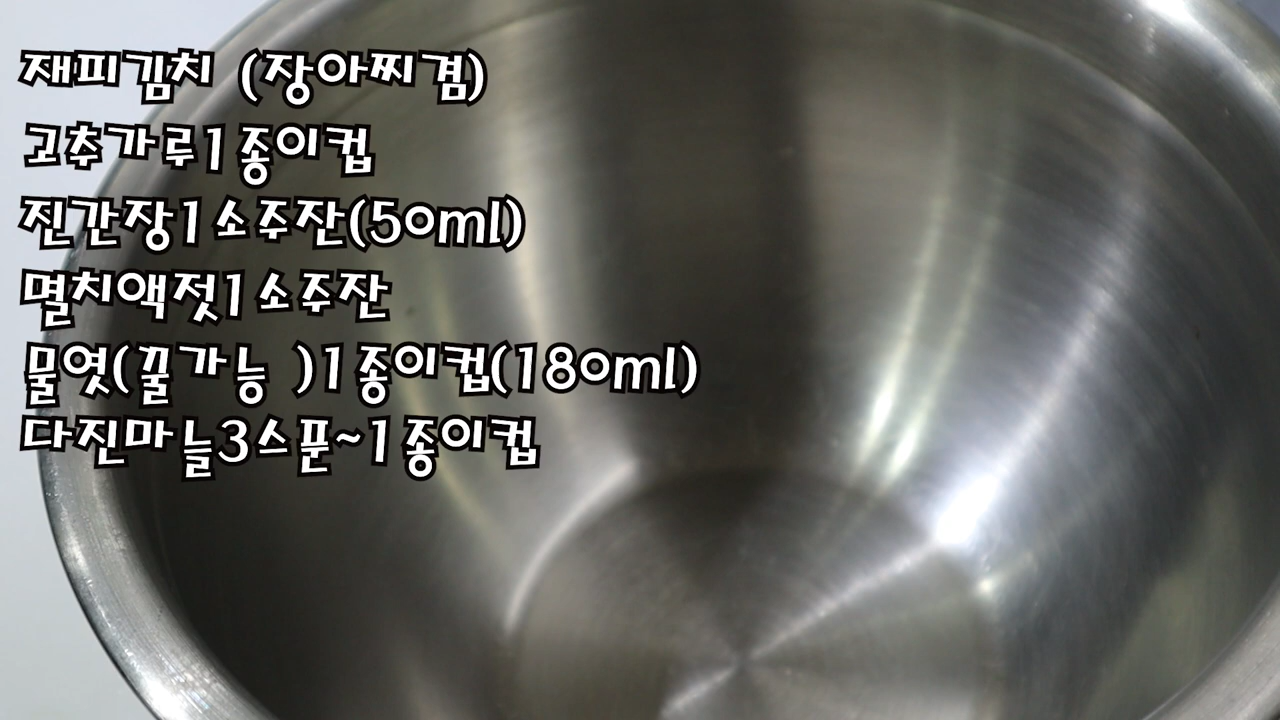 재피김치 (장아찌겸)
고추가루1종이컵
진간장1소주잔(50ml)
멸치액젓1소주잔
물엿(꿀가능 )1종이컵(180ml)
다진마늘3스푼~1종이컵